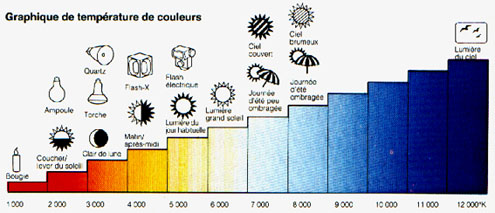 Graphique de température de couleurs
Bougie
Ampoule
Coucher/
lever du soleil
Quartz
Torche
Clair de lune
Flash-X
Matin/
après-midi
Flash
électrique
Lumière du
jour habituelle
Lumière
grand soleil
Ciel
couvert
Journée
d'été peu
ombragée
Ciel
brumeux
Journée
d'été
ombragée
Lumière
du ciel
1 000
2 000
3 000
4 000
5 000
6 000
7 000
8 000
9 000
10 000
11 000
12 000°K